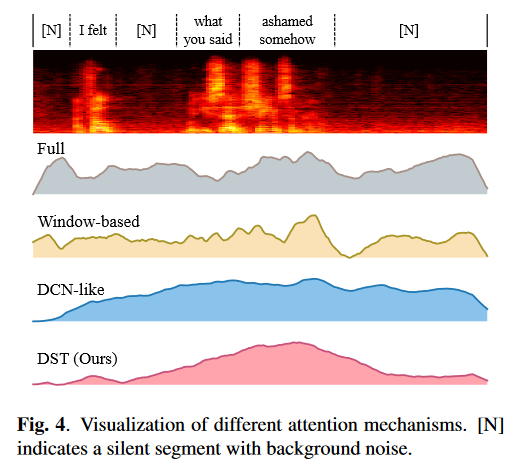 [N] I felt [N] what ashamed [N]
you said somehow
Full
Window-based
DCN-like
DST (Ours)
Fig. 4. Visualization of different attention mechanisms. [N]
indicates a silent segment with background noise.